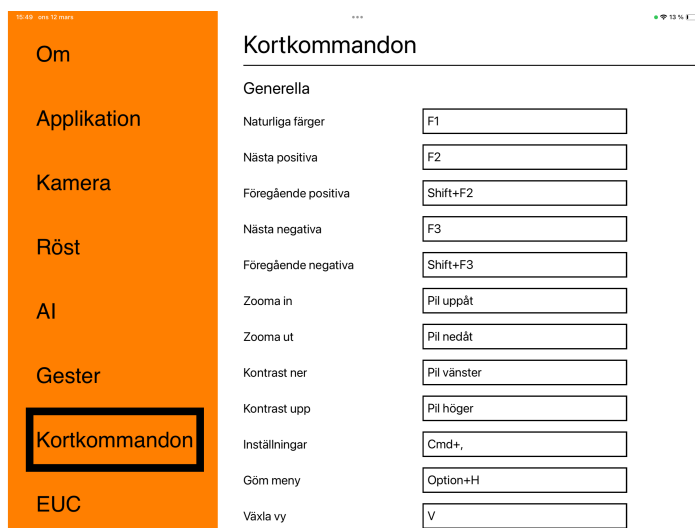 15:49 ons 12 mars
13 %
Om
Applikation
Kamera
Röst
AI
Gester
Kortkommandon
EUC
Kortkommandon
Generella
Naturliga färger F1
Nästa positiva F2
Föregående positiva Shift+F2
Nästa negativa F3
Föregående negativa Shift+F3
Zooma in Pil uppåt
Zooma ut Pil nedåt
Kontrast ner Pil vänster
Kontrast upp Pil höger
Inställningar Cmd+,
Göm meny Option+H
Växla vy V